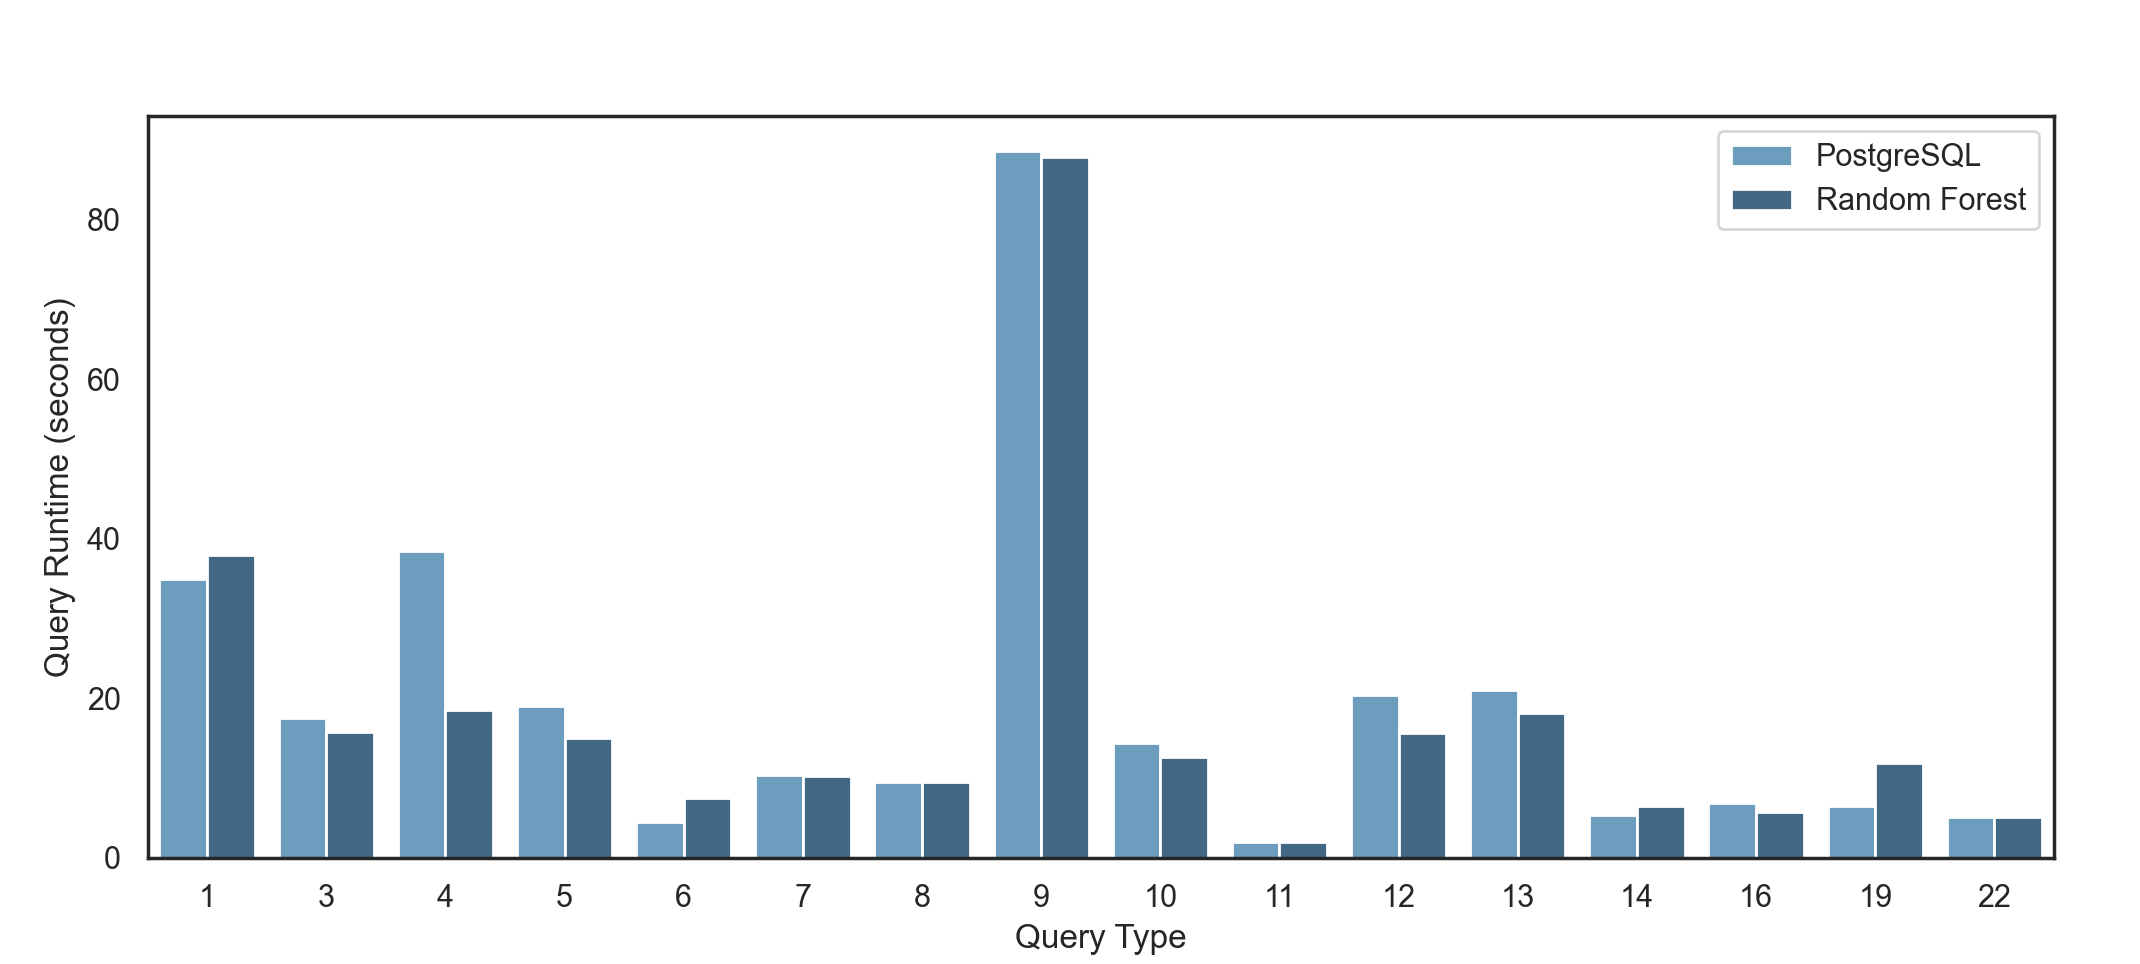 PostgreSQL
Random Forest
Query Runtime (seconds)
80
60
40
20
0
1 3 4 5 6 7 8 9 10 11 12 13 14 16 19 22
Query Type